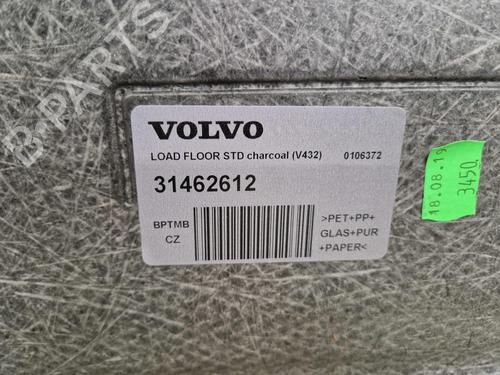 B-PARTS
VOLVO
LOAD FLOOR STD charcoal (V432) 0106372
31462612
BPTMB
CZ
>PET+PP+
GLAS+PUR
+PAPER<
18.08.19
3450